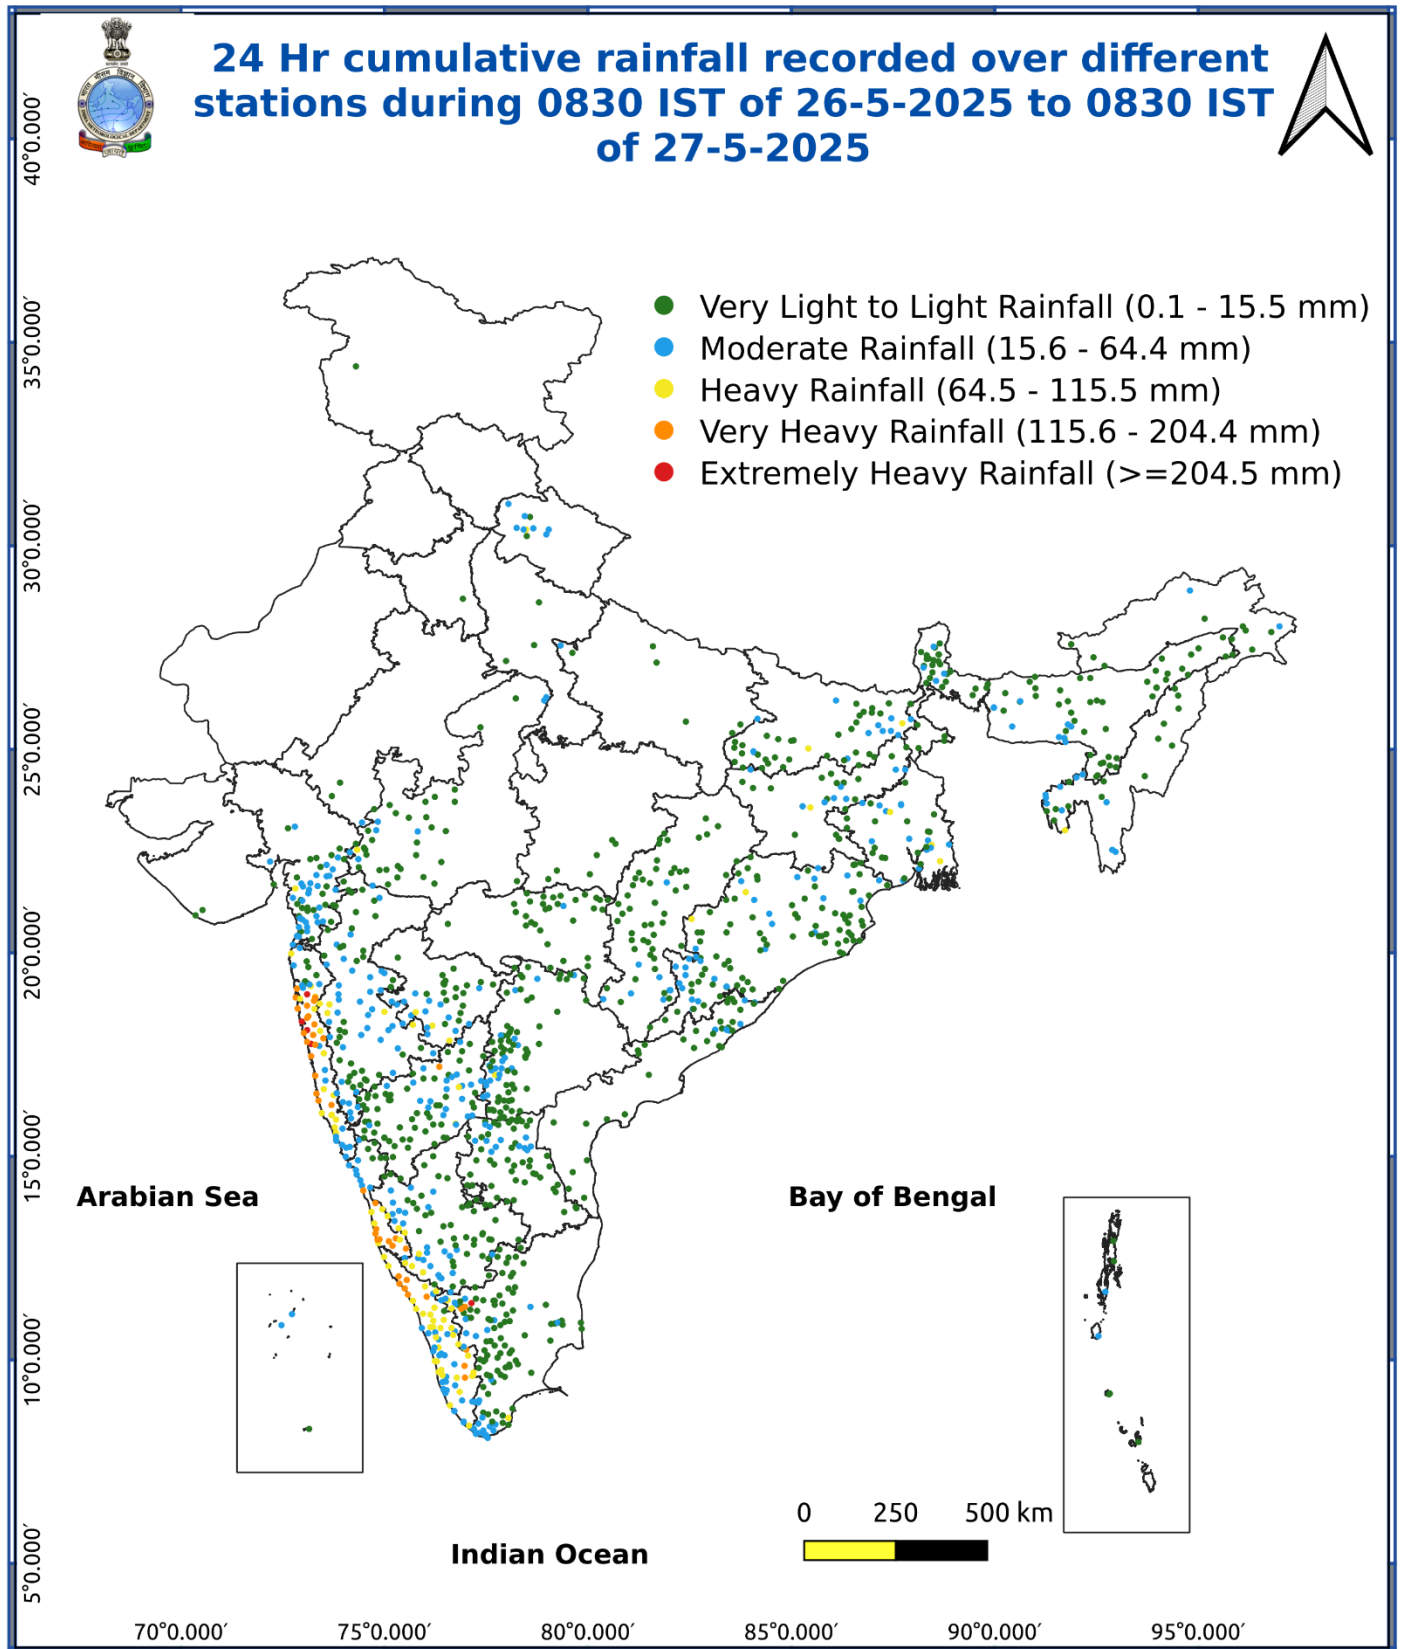 24 Hr cumulative rainfall recorded over different
stations during 0830 IST of 26-5-2025 to 0830 IST
of 27-5-2025
Very Light to Light Rainfall (0.1 - 15.5 mm)
Moderate Rainfall (15.6 - 64.4 mm)
Heavy Rainfall (64.5 - 115.5 mm)
Very Heavy Rainfall (115.6 - 204.4 mm)
Extremely Heavy Rainfall (>=204.5 mm)
40°0.000′
35°0.000′
30°0.000′
25°0.000′
20°0.000′
15°0.000′
10°0.000′
5°0.000′
Arabian Sea
Bay of Bengal
0 250 500 km
Indian Ocean
70°0.000′ 75°0.000′ 80°0.000′ 85°0.000′ 90°0.000′ 95°0.000′